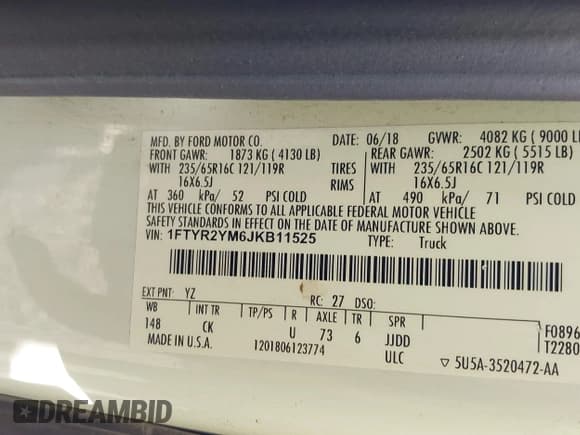 MFD. BY FORD MOTOR CO. DATE 06/18 GVWR: 4082 KG ( 9000
FRONT GAWR: 1873 KG ( 4130 LB) REAR GAWR: 2502 KG ( 5515 LB)
WITH 235/65R16C 121/119R TIRES WITH 235/65R16C 121/119R
16X6.5J RIMS 16X6.5J
AT 360 kPa/ 52 PSI COLD AT 490 kPa/ 71 PSI COLD
THIS VEHICLE CONFORMS TO ALL APPLICABLE FEDERAL MOTOR VEHICLE
SAFETY STANDARDS IN EFFECT ON THE DATE OF MANUFACTURE SHOWN ABOVE.
VIN: 1FTYR2YM6JKB11525 TYPE: Truck
EXT PNT: YZ RC: 27 DSO:
WB INT TR TP/PS R AXLE TR SPR
148 CK U 73 6 JJDD
ULC
F0896
T2280
MADE IN U.S.A. 1201806123774 ▽ 5U5A-3520472-AA
DREAMBID